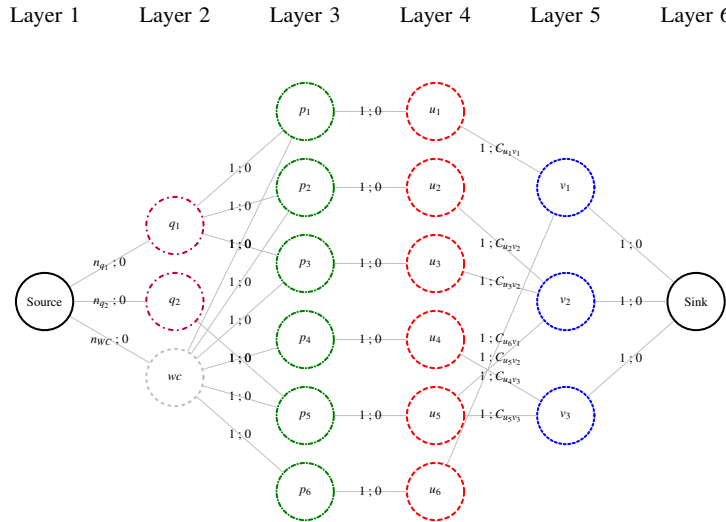 Layer 1 Layer 2 Layer 3 Layer 4 Layer 5 Layer 6
p₁ 1 ; 0 u₁
1 ; 0 1 ; C_{u₁v₁}
p₂ 1 ; 0 u₂ v₁
1 ; 0
q₁ 1 ; 0 1 ; C_{u₂v₂} 1 ; 0
n_{q₁} ; 0 p₃ 1 ; 0 u₃
1 ; 0 1 ; C_{u₃v₂}
Source n_{q₂} ; 0 q₂ v₂ 1 ; 0 Sink
1 ; 0
n_{WC} ; 0 p₄ 1 ; 0 u₄ 1 ; C_{u₆v₁}
1 ; 0 1 ; C_{u₅v₂} 1 ; 0
wc 1 ; C_{u₄v₃}
1 ; 0
p₅ 1 ; 0 u₅ 1 ; C_{u₅v₃} v₃
1 ; 0
p₆ 1 ; 0 u₆